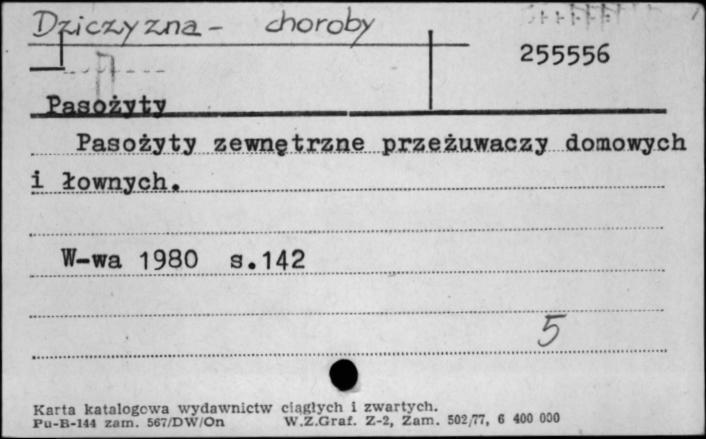 Dziczyzna - choroby
255556
Pasożyty
Pasożyty zewnętrzne przeżuwaczy domowych
i łownych.
W-wa 1980 s.142
5
Karta katalogowa wydawnictw ciągłych i zwartych.
Pu-B-144 zam. 567/DW/On W.Z.Graf. Z-2, Zam. 502/77, 6 400 000